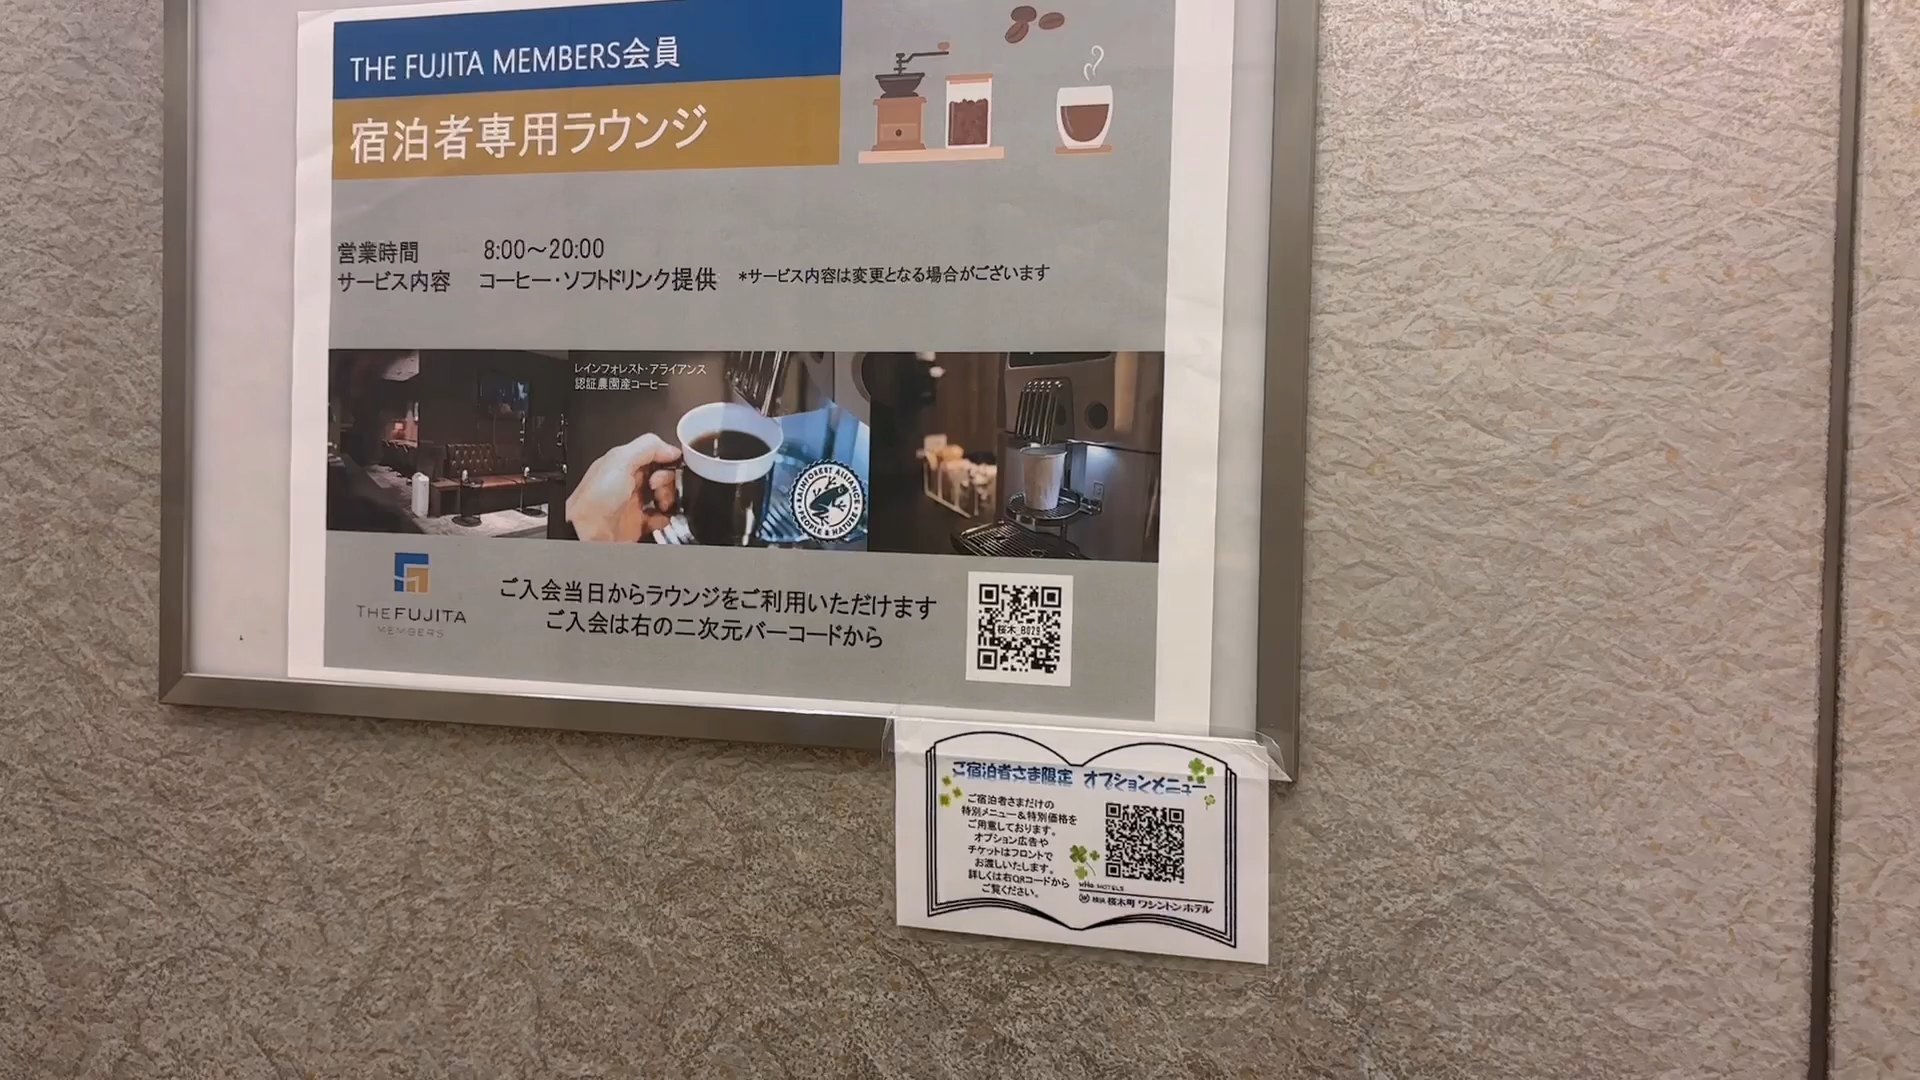 THE FUJITA MEMBERS会員
宿泊者専用ラウンジ
営業時間 8:00～20:00
サービス内容 コーヒー・ソフトドリンク提供 *サービス内容は変更となる場合がございます
レインフォレスト・アライアンス
認証農園産コーヒー
RAINFOREST ALLIANCE
PEOPLE & NATURE
THE FUJITA
MEMBERS
ご入会当日からラウンジをご利用いただけます
ご入会は右の二次元バーコードから
桜木_B029
ご宿泊者さま限定 オプションメニュー
ご宿泊者さまだけの
特別メニュー＆特別価格を
ご用意しております。
オプション広告や
チケットはフロントで
お渡しいたします。
詳しくは右QRコードから
ご覧ください。
WHG HOTELS
横浜 桜木町 ワシントンホテル